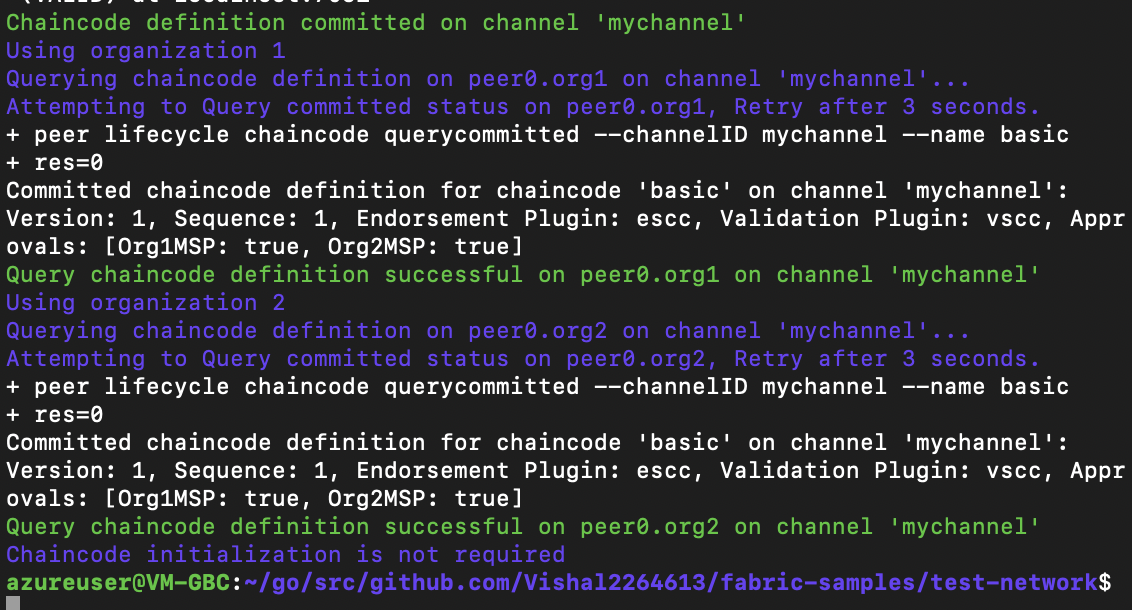 Chaincode definition committed on channel 'mychannel'
Using organization 1
Querying chaincode definition on peer0.org1 on channel 'mychannel'...
Attempting to Query committed status on peer0.org1, Retry after 3 seconds.
+ peer lifecycle chaincode querycommitted --channelID mychannel --name basic
+ res=0
Committed chaincode definition for chaincode 'basic' on channel 'mychannel':
Version: 1, Sequence: 1, Endorsement Plugin: escc, Validation Plugin: vscc, Appr
ovals: [Org1MSP: true, Org2MSP: true]
Query chaincode definition successful on peer0.org1 on channel 'mychannel'
Using organization 2
Querying chaincode definition on peer0.org2 on channel 'mychannel'...
Attempting to Query committed status on peer0.org2, Retry after 3 seconds.
+ peer lifecycle chaincode querycommitted --channelID mychannel --name basic
+ res=0
Committed chaincode definition for chaincode 'basic' on channel 'mychannel':
Version: 1, Sequence: 1, Endorsement Plugin: escc, Validation Plugin: vscc, Appr
ovals: [Org1MSP: true, Org2MSP: true]
Query chaincode definition successful on peer0.org2 on channel 'mychannel'
Chaincode initialization is not required
azureuser@VM-GBC:~/go/src/github.com/Vishal2264613/fabric-samples/test-network$